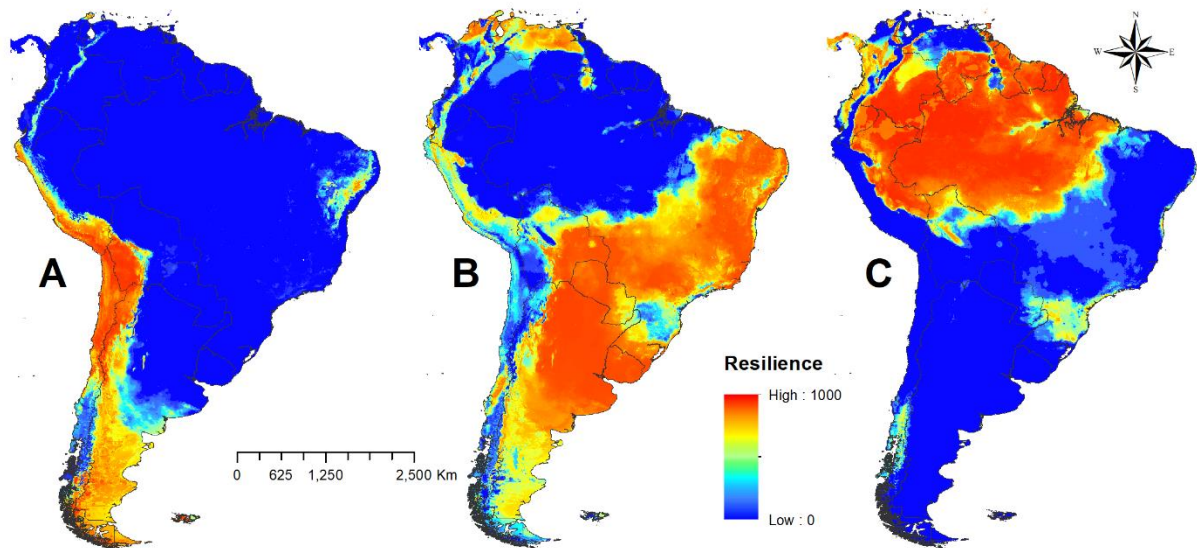 N
W E
S
A
B
C
Resilience
High : 1000
Low : 0
0 625 1,250 2,500 Km